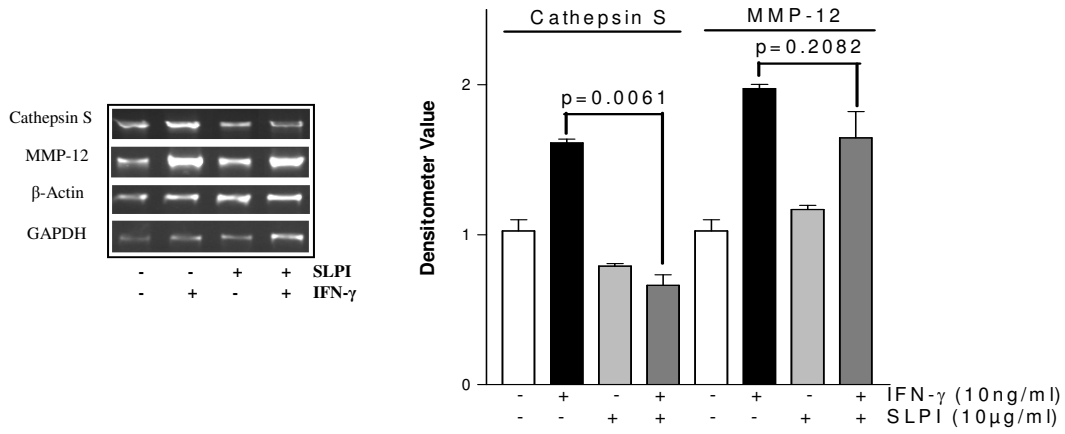 Cathepsin S
MMP-12
β-Actin
GAPDH
- - + + SLPI
- + - + IFN-γ
Cathepsin S MMP-12
p=0.2082
p=0.0061
2
1
0
Densitometer Value
- + - + - + - + IFN-γ (10ng/ml)
- - + + - - + + SLPI (10μg/ml)